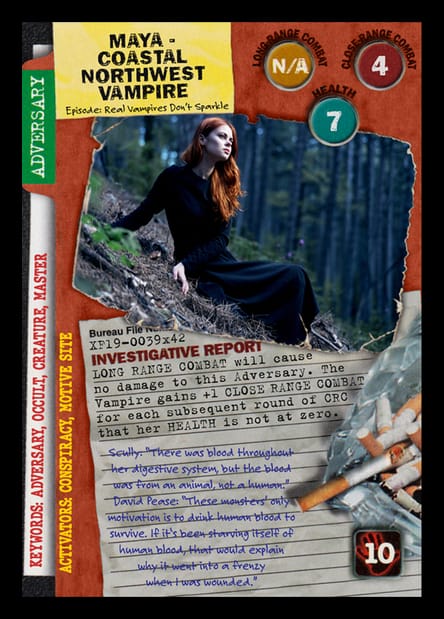 MAYA -
COASTAL
NORTHWEST
VAMPIRE
Episode: Real Vampires Don't Sparkle
LONG RANGE COMBAT
N/A
CLOSE RANGE COMBAT
4
HEALTH
7
ADVERSARY
KEYWORDS: ADVERSARY, OCCULT, CREATURE, MASTER
ACTIVATORS: CONSPIRACY, MOTIVE SITE
Bureau File
XF19-0039x42
INVESTIGATIVE REPORT
LONG RANGE COMBAT will cause
no damage to this Adversary. The
Vampire gains +1 CLOSE RANGE COMBAT
for each subsequent round of CRC
that her HEALTH is not at zero.
Scully: "There was blood throughout
her digestive system, but the blood
was from an animal, not a human."
David Pease: "These monsters' only
motivation is to drink human blood to
survive. If it's been starving itself of
human blood, that would explain
why it went into a frenzy
when I was wounded."
10